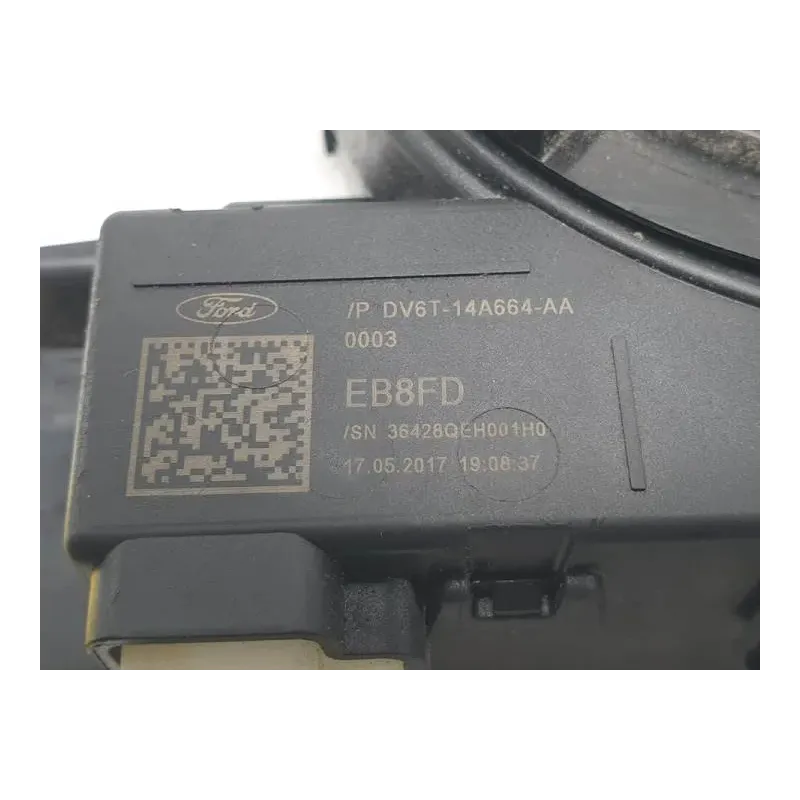 Ford
/P DV6T-14A664-AA
0003
EB8FD
/SN 36428QEH001H0
17.05.2017 19:08:37